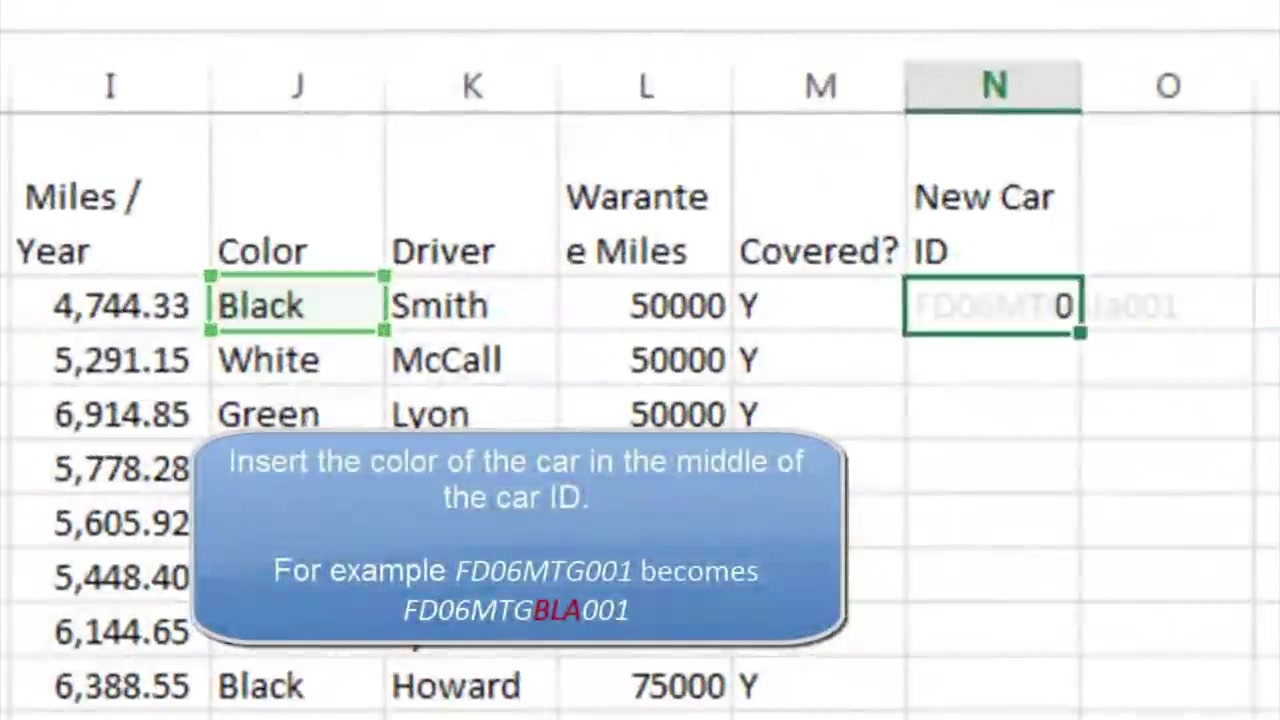 I J K L M N O
Miles / Warante New Car
Year Color Driver e Miles Covered? ID
4,744.33 Black Smith 50000 Y FD06MT 0 la001
5,291.15 White McCall 50000 Y
6,914.85 Green Lyon 50000 Y
5,778.28
Insert the color of the car in the middle of
the car ID.
5,605.92
5,448.40
For example FD06MTG001 becomes
FD06MTGBLA001
6,144.65
6,388.55 Black Howard 75000 Y